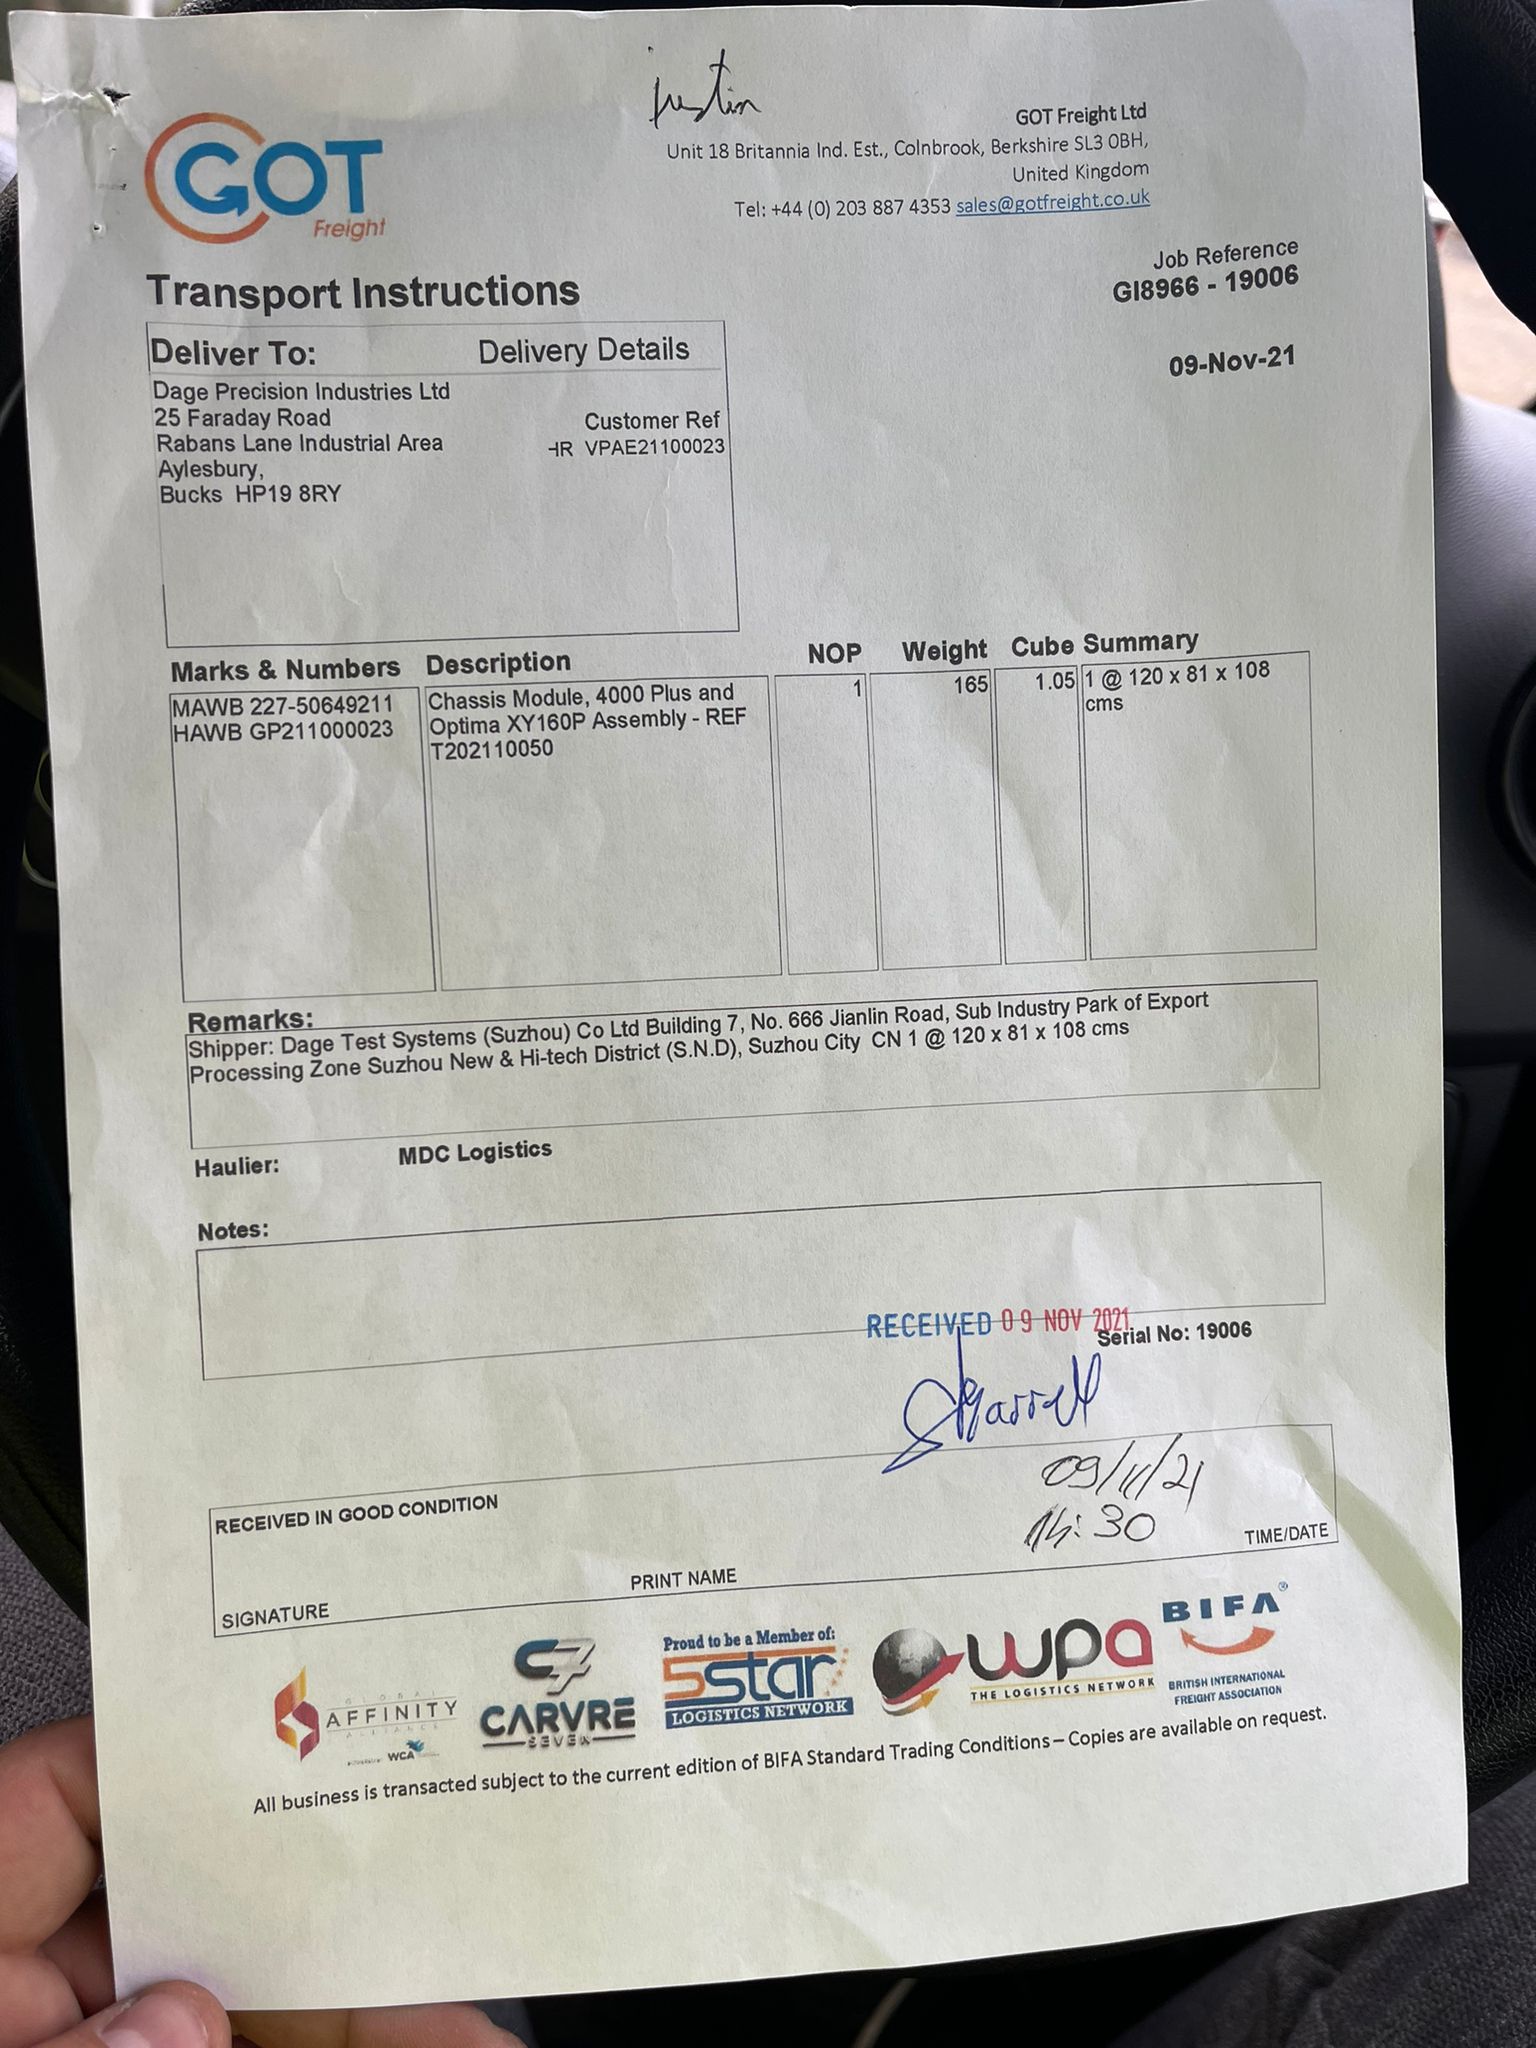 justin
GOT
Freight
GOT Freight Ltd
Unit 18 Britannia Ind. Est., Colnbrook, Berkshire SL3 0BH,
United Kingdom
Tel: +44 (0) 203 887 4353 sales@gotfreight.co.uk
Job Reference
GI8966 - 19006
Transport Instructions
09-Nov-21
Deliver To: Delivery Details
Dage Precision Industries Ltd
25 Faraday Road Customer Ref
Rabans Lane Industrial Area HR VPAE21100023
Aylesbury,
Bucks HP19 8RY
Marks & Numbers Description NOP Weight Cube Summary
MAWB 227-50649211 Chassis Module, 4000 Plus and 1 165 1.05 1 @ 120 x 81 x 108
HAWB GP211000023 Optima XY160P Assembly - REF cms
T202110050
Remarks:
Shipper: Dage Test Systems (Suzhou) Co Ltd Building 7, No. 666 Jianlin Road, Sub Industry Park of Export
Processing Zone Suzhou New & Hi-tech District (S.N.D), Suzhou City CN 1 @ 120 x 81 x 108 cms
Haulier: MDC Logistics
Notes:
RECEIVED 09 NOV 2021
Serial No: 19006
09/11/21
14:30
RECEIVED IN GOOD CONDITION
SIGNATURE PRINT NAME TIME/DATE
GLOBAL
AFFINITY
ALLIANCE
WCA
C7
CARVRE
SEVEN
Proud to be a Member of:
5star
LOGISTICS NETWORK
wpa
THE LOGISTICS NETWORK
BIFA®
BRITISH INTERNATIONAL
FREIGHT ASSOCIATION
All business is transacted subject to the current edition of BIFA Standard Trading Conditions – Copies are available on request.